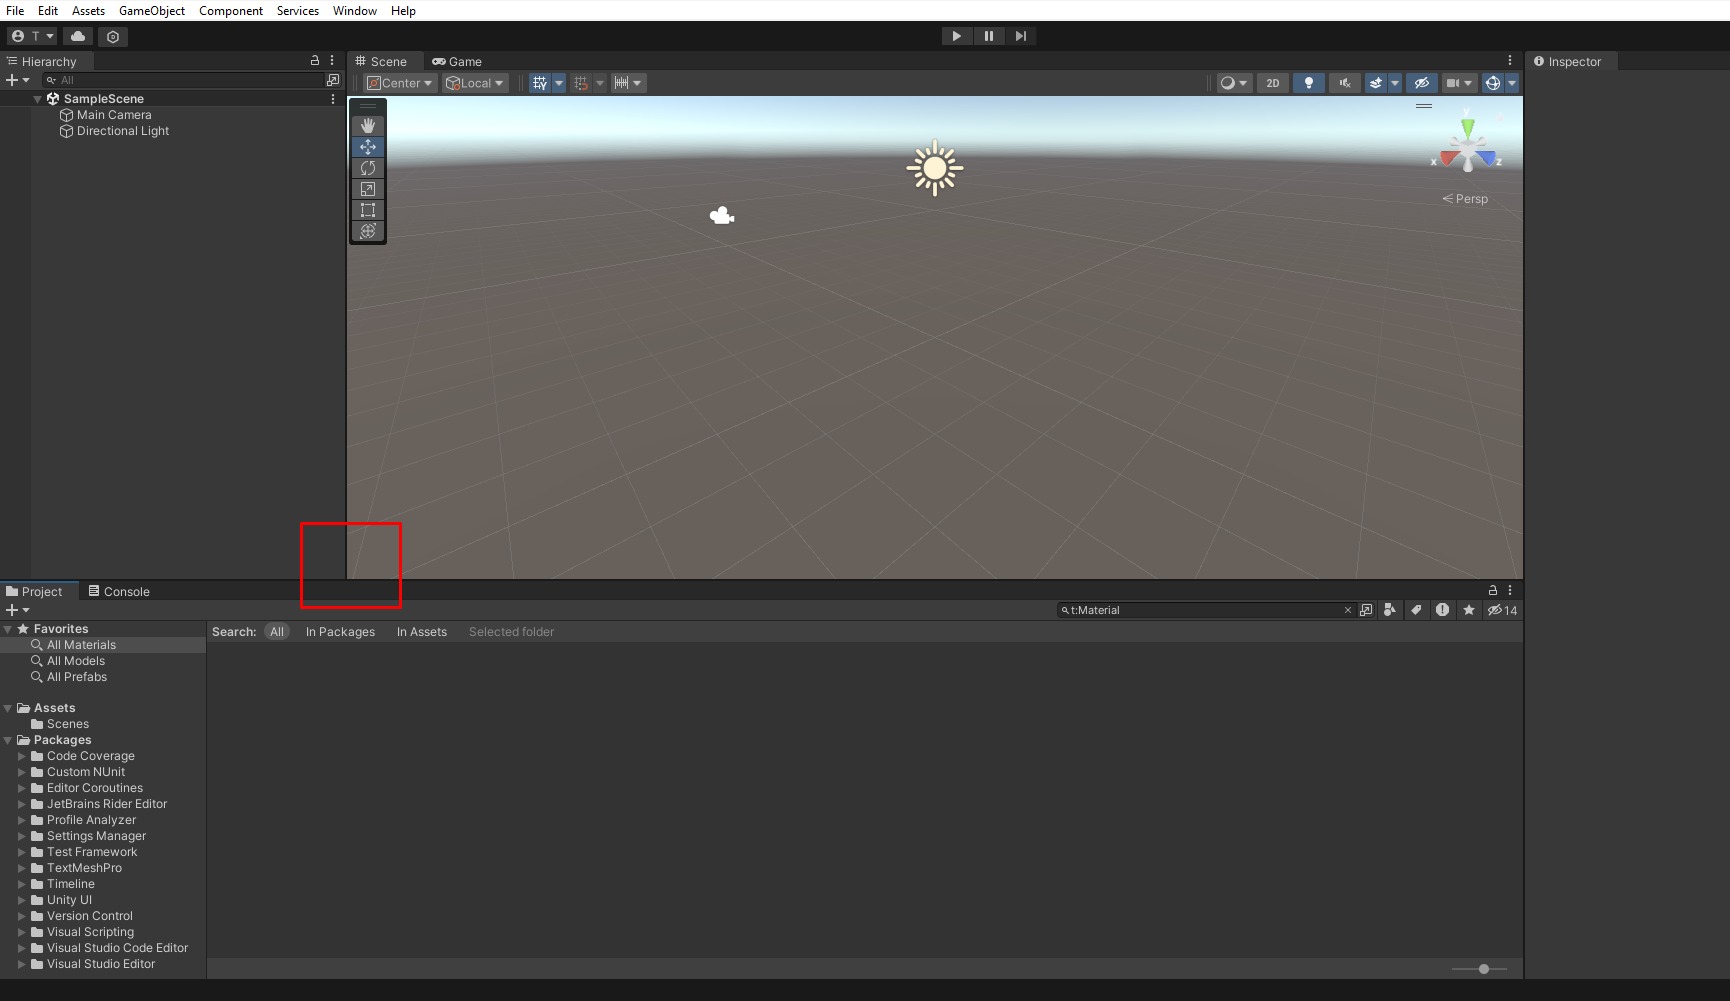 File Edit Assets GameObject Component Services Window Help
T
Hierarchy
All
SampleScene
Main Camera
Directional Light
Scene Game
Center Local 2D
y
x z
Persp
Inspector
Project Console
t:Material 14
Favorites
All Materials
All Models
All Prefabs
Assets
Scenes
Packages
Code Coverage
Custom NUnit
Editor Coroutines
JetBrains Rider Editor
Profile Analyzer
Settings Manager
Test Framework
TextMeshPro
Timeline
Unity UI
Version Control
Visual Scripting
Visual Studio Code Editor
Visual Studio Editor
Search: All In Packages In Assets Selected folder